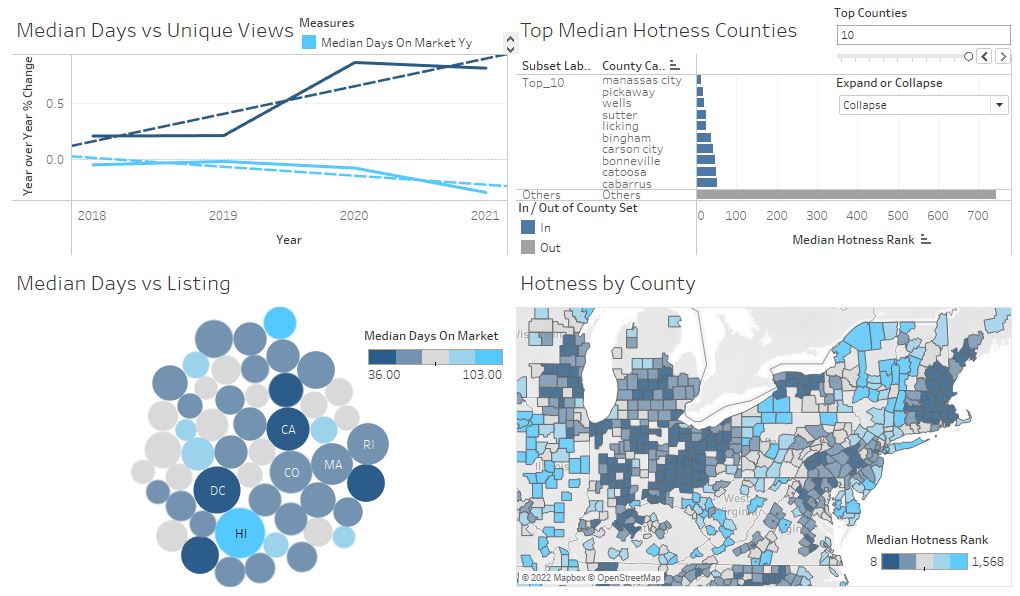 Median Days vs Unique Views
Measures
Median Days On Market Yy
Year over Year % Change
0.5
0.0
2018
2019
2020
2021
Year
Top Median Hotness Counties
Subset Lab..
County Ca..
Top_10
manassas city
pickaway
wells
sutter
licking
bingham
carson city
bonneville
catoosa
cabarrus
Others
Others
0
100
200
300
400
500
600
700
Median Hotness Rank
In / Out of County Set
In
Out
Top Counties
10
Expand or Collapse
Collapse
Median Days vs Listing
Median Days On Market
36.00
103.00
CA
RI
MA
CO
DC
HI
Hotness by County
West
Virginia
Median Hotness Rank
8
1,568
© 2022 Mapbox © OpenStreetMap